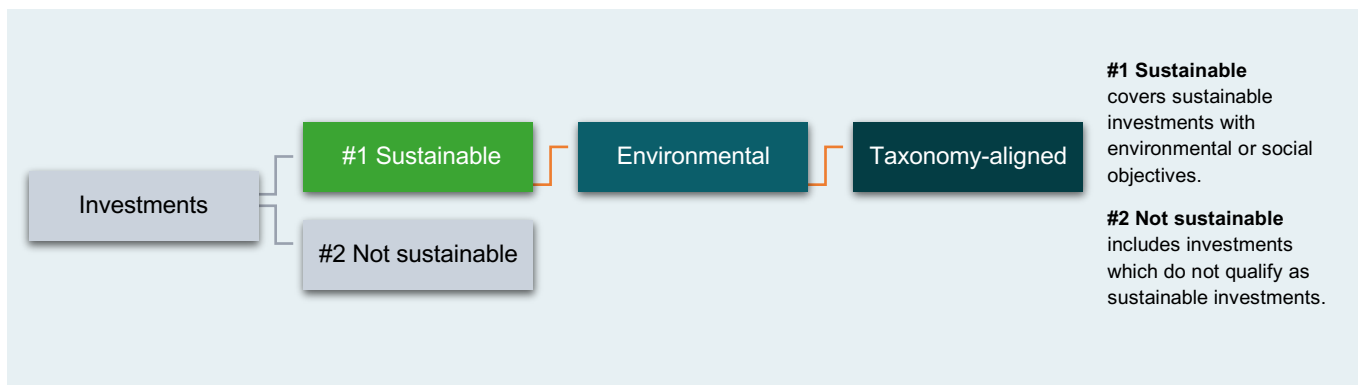 #1 Sustainable
covers sustainable
investments with
environmental or social
objectives.
#1 Sustainable
Environmental
Taxonomy-aligned
Investments
#2 Not sustainable
#2 Not sustainable
includes investments
which do not qualify as
sustainable investments.